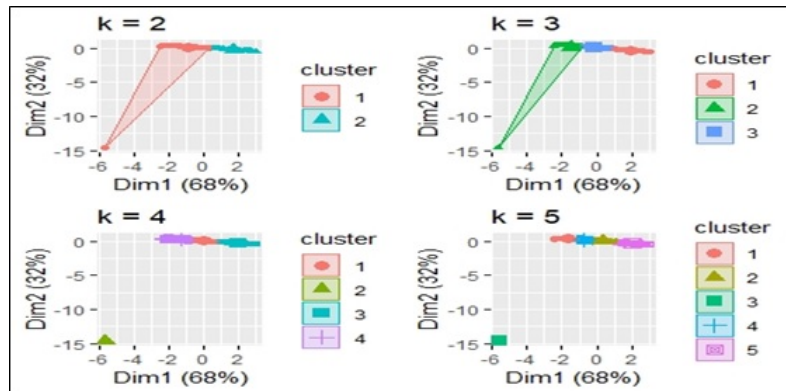 k = 2
0
-5
-10
-15
Dim2 (32%)
-6 -4 -2 0 2
Dim1 (68%)
cluster
1
2
k = 3
0
-5
-10
-15
Dim2 (32%)
-6 -4 -2 0 2
Dim1 (68%)
cluster
1
2
3
k = 4
0
-5
-10
-15
Dim2 (32%)
-6 -4 -2 0 2
Dim1 (68%)
cluster
1
2
3
4
k = 5
0
-5
-10
-15
Dim2 (32%)
-6 -4 -2 0 2
Dim1 (68%)
cluster
1
2
3
4
5